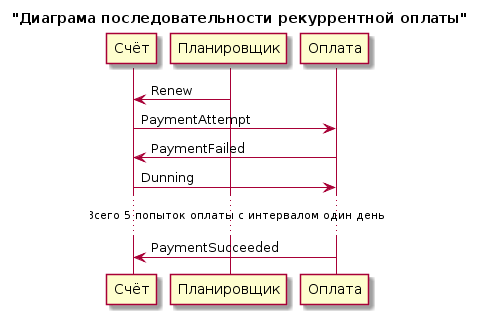 "Диаграма последовательности рекуррентной оплаты"
Счёт Планировщик Оплата
Renew
PaymentAttempt
PaymentFailed
Dunning
Всего 5 попыток оплаты с интервалом один день
PaymentSucceeded
Счёт Планировщик Оплата